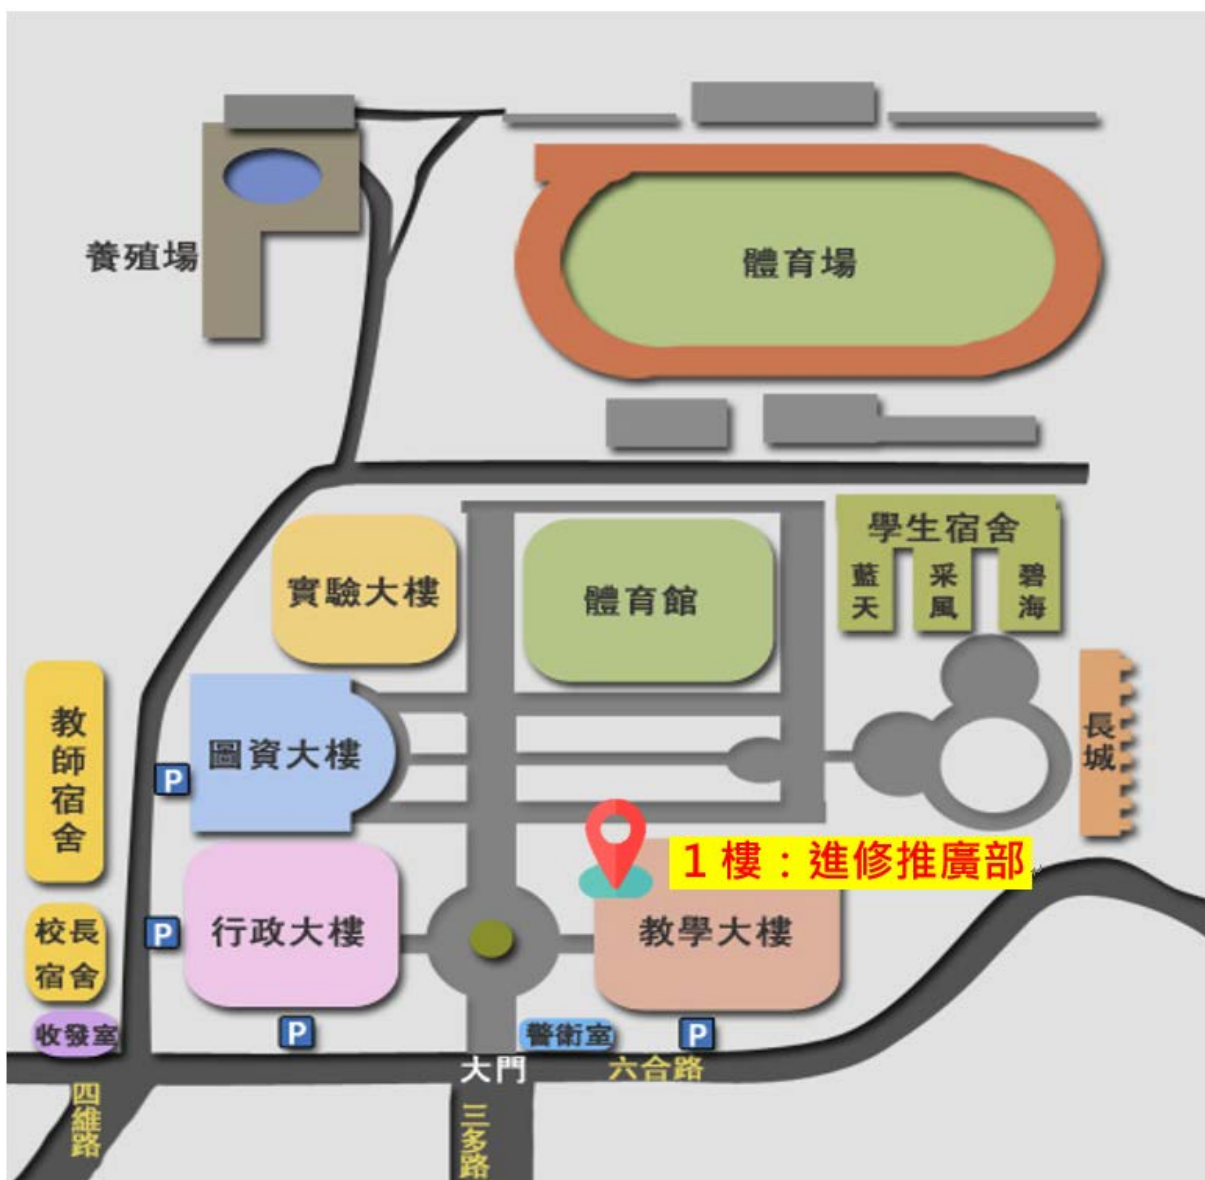 養殖場
體育場
學生宿舍
藍天
采風
碧海
實驗大樓
體育館
教師宿舍
圖資大樓
長城
P
1 樓：進修推廣部
校長
宿舍
P
行政大樓
教學大樓
收發室
P
警衛室
P
大門
六合路
四維路
三多路